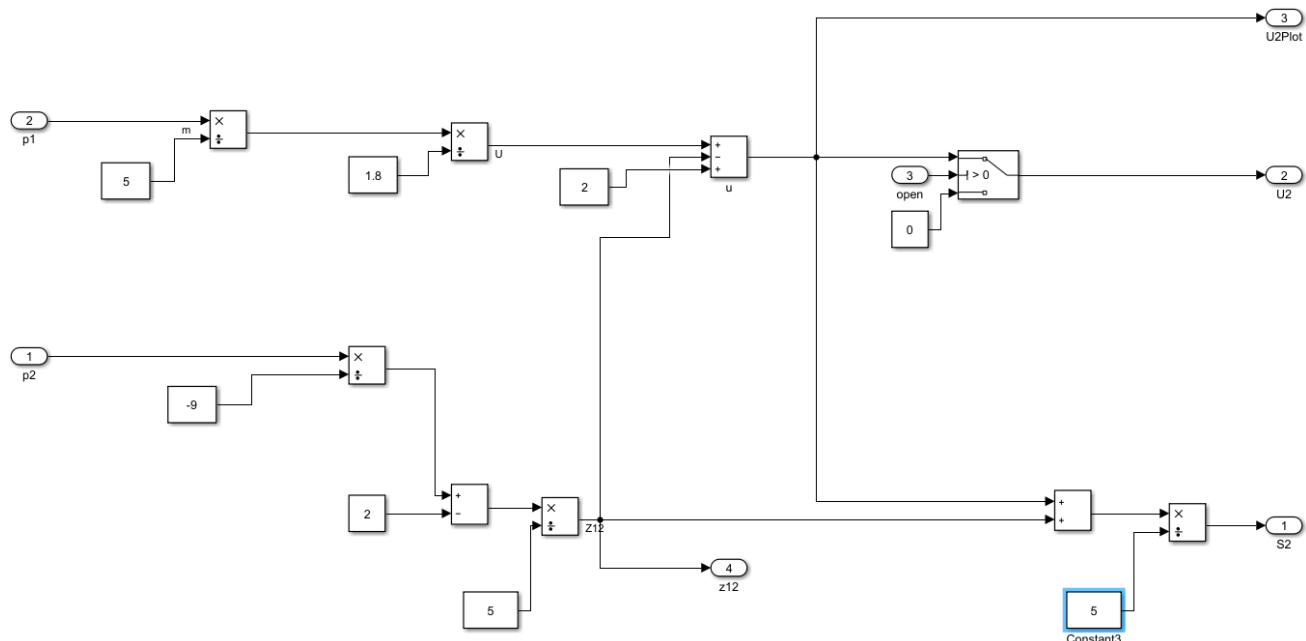 3
U2Plot
2
p1
m
×
÷
5
×
÷
U
1.8
+
−
+
u
2
3
open
> 0
0
2
U2
1
p2
×
÷
-9
+
−
2
×
÷
Z12
5
4
z12
+
+
×
÷
1
S2
5
Constant3